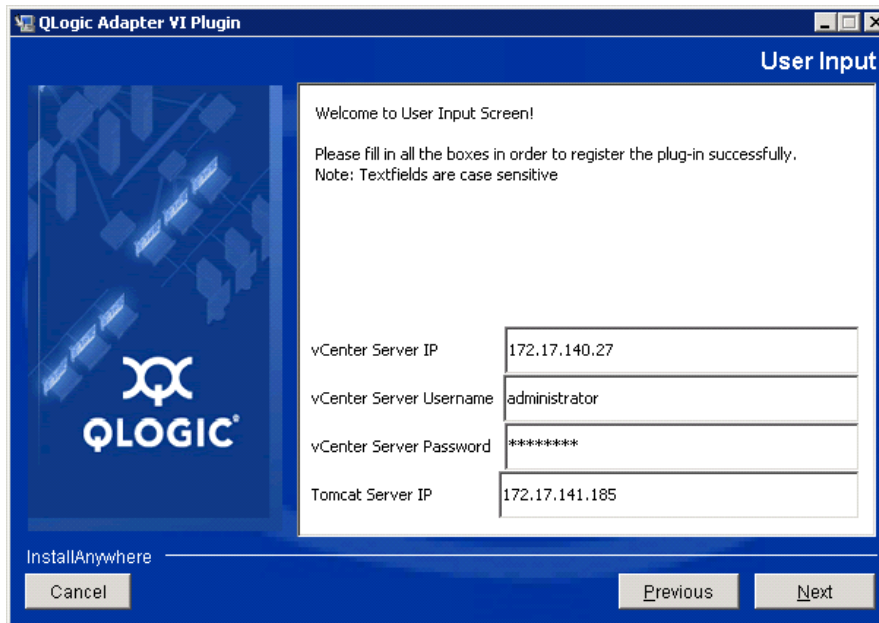 QLogic Adapter VI Plugin
User Input
Welcome to User Input Screen!
Please fill in all the boxes in order to register the plug-in successfully.
Note: Textfields are case sensitive
vCenter Server IP 172.17.140.27
vCenter Server Username administrator
vCenter Server Password ********
Tomcat Server IP 172.17.141.185
QLOGIC®
InstallAnywhere
Cancel Previous Next